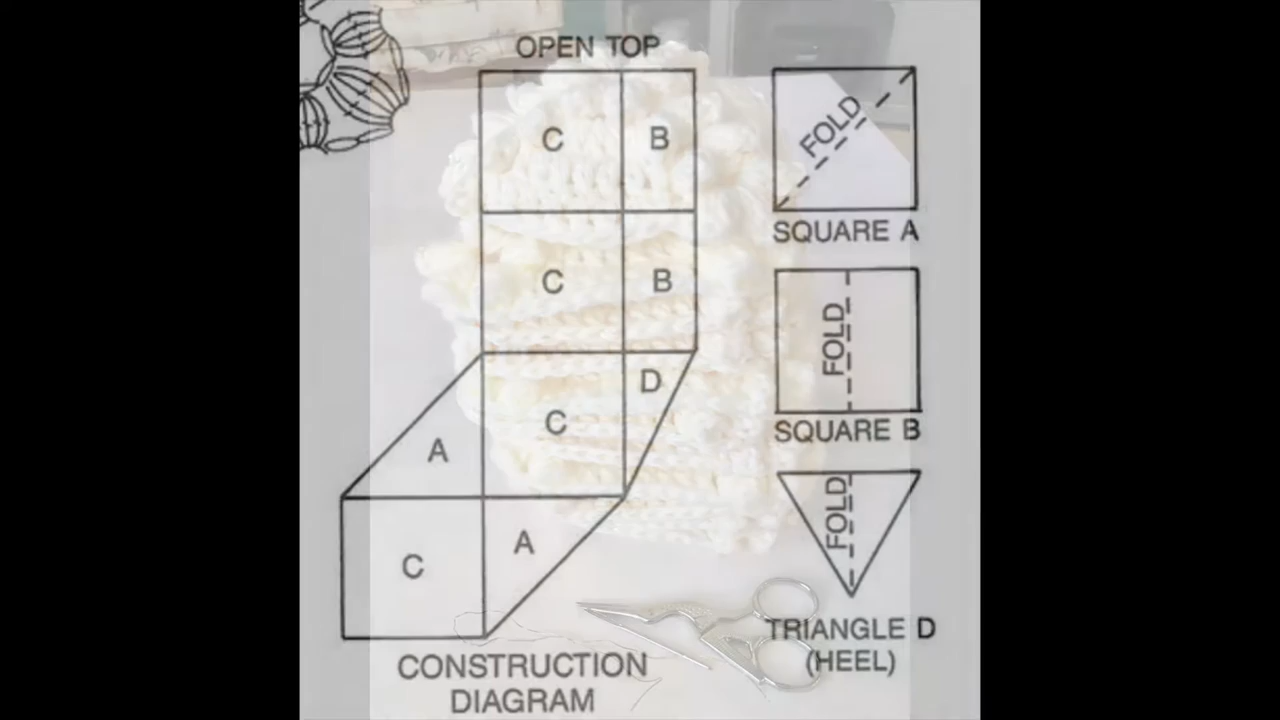 OPEN TOP
C
B
C
B
D
C
A
C
A
CONSTRUCTION
DIAGRAM
FOLD
SQUARE A
FOLD
SQUARE B
FOLD
TRIANGLE D
(HEEL)